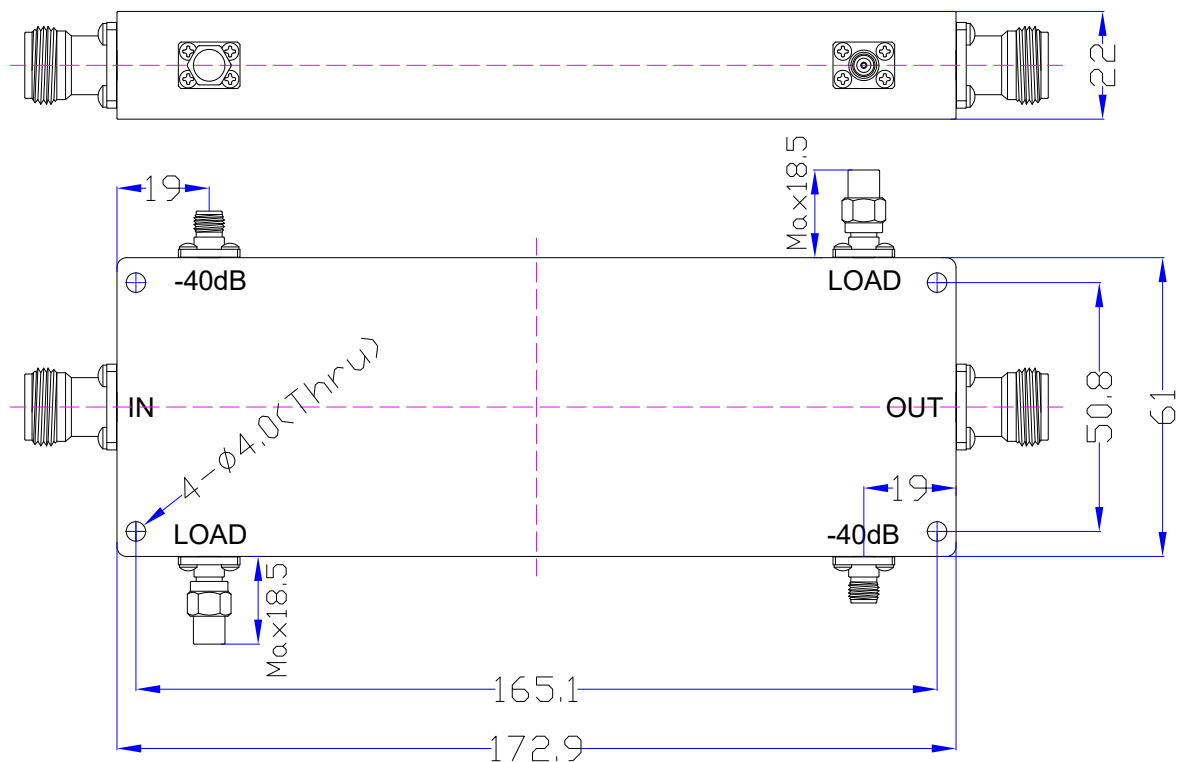 22
19
Max18.5
-40dB
LOAD
4-ϕ4.0(Thru)
IN
OUT
50.8
61
19
LOAD
-40dB
Max18.5
165.1
172.9